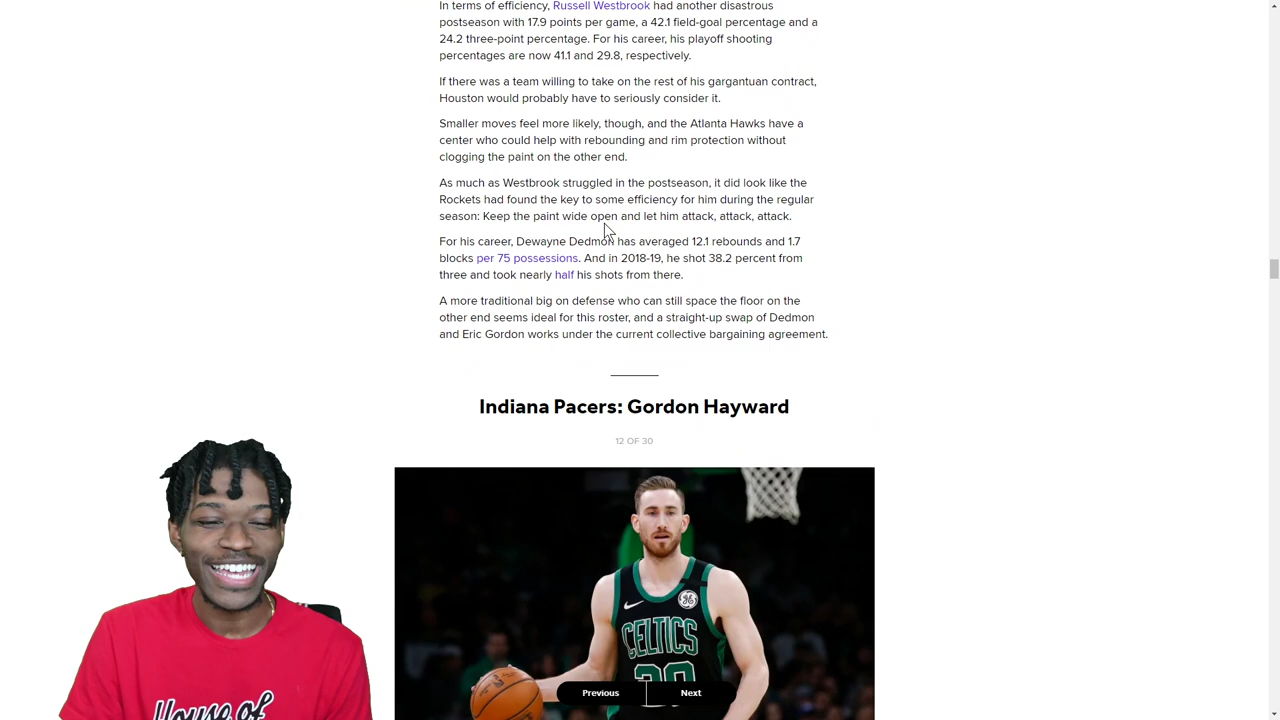 In terms of efficiency, Russell Westbrook had another disastrous
postseason with 17.9 points per game, a 42.1 field-goal percentage and a
24.2 three-point percentage. For his career, his playoff shooting
percentages are now 41.1 and 29.8, respectively.
If there was a team willing to take on the rest of his gargantuan contract,
Houston would probably have to seriously consider it.
Smaller moves feel more likely, though, and the Atlanta Hawks have a
center who could help with rebounding and rim protection without
clogging the paint on the other end.
As much as Westbrook struggled in the postseason, it did look like the
Rockets had found the key to some efficiency for him during the regular
season: Keep the paint wide open and let him attack, attack, attack.
For his career, Dewayne Dedmon has averaged 12.1 rebounds and 1.7
blocks per 75 possessions. And in 2018-19, he shot 38.2 percent from
three and took nearly half his shots from there.
A more traditional big on defense who can still space the floor on the
other end seems ideal for this roster, and a straight-up swap of Dedmon
and Eric Gordon works under the current collective bargaining agreement.
Indiana Pacers: Gordon Hayward
12 OF 30
GE
CELTICS
20
Previous
Next
House of